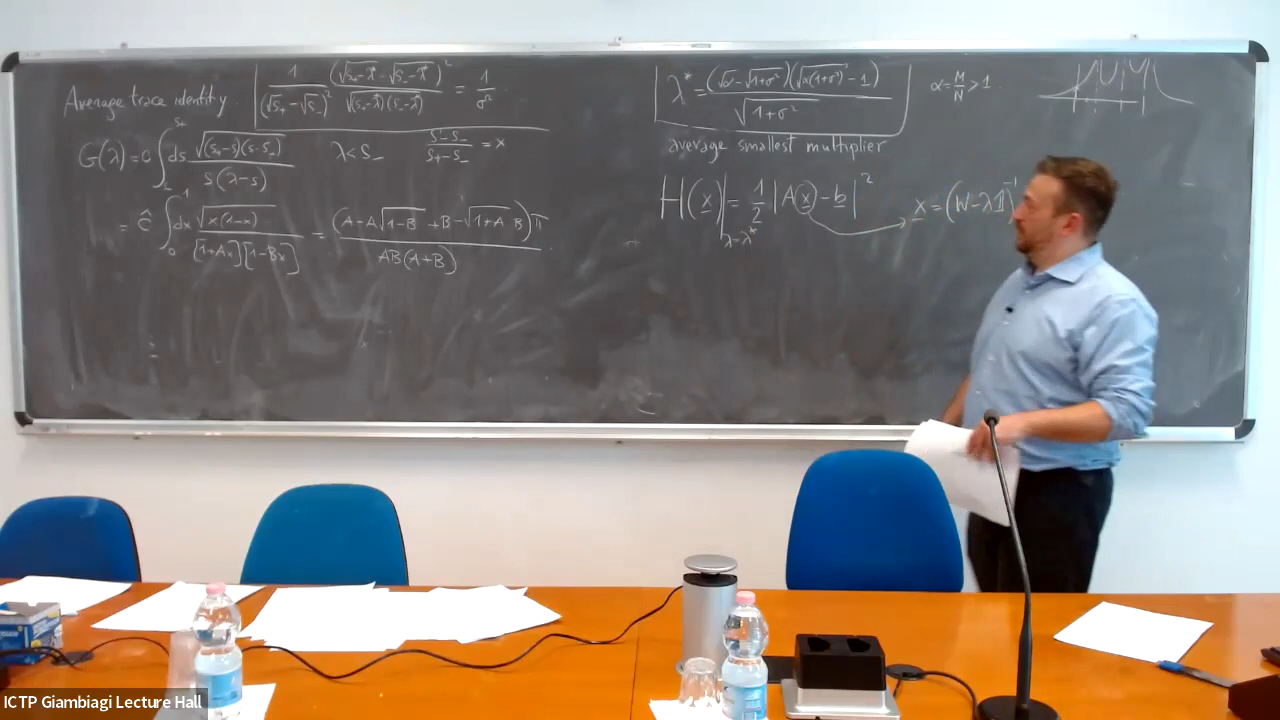 Average trace identity
1/(√s₊ - √s₋)² (√(s₊-λ*) - √(s₋-λ*))²/√((s₊-λ*)(s₋-λ*)) = 1/σ²
G(λ) = c ∫ ds √((s₊-s)(s-s₋)) / s(λ-s)
λ < s₋
s-s₋ / s₊-s₋ = x
= ĉ ∫₀¹ dx √(x(1-x)) / [1+Ax][1-Bx] = (A-A√(1-B)+B-√(1+A) B)π / AB(A+B)
λ* = (√α - √(1+σ²))(√(α(1+σ²)) - 1) / √(1+σ²)
α = M/N > 1.
average smallest multiplier
H(x)|λ=λ* = 1/2 |A(x)-b|²
x = (W-λ1)⁻¹
ICTP Giambiagi Lecture Hall